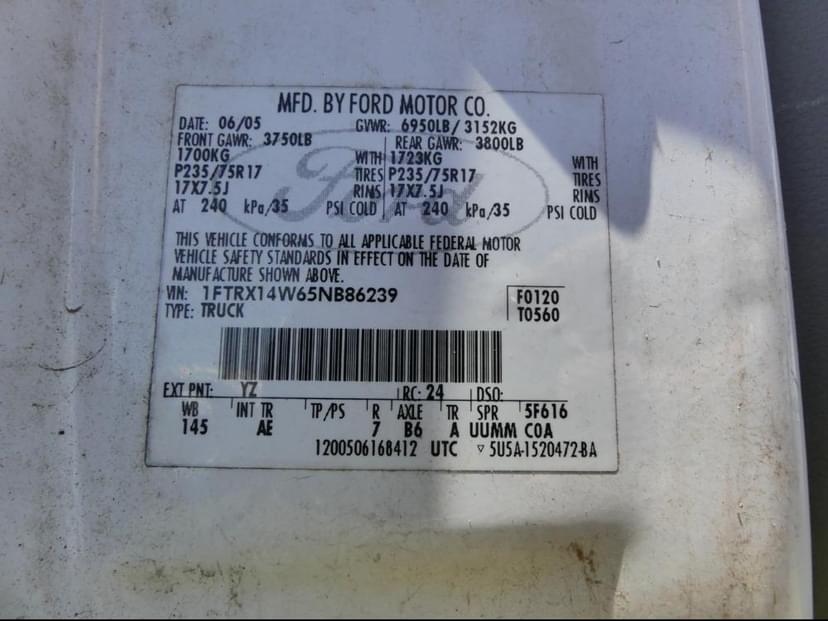 MFD. BY FORD MOTOR CO.
DATE: 06/05 GVWR: 6950LB/ 3152KG
FRONT GAWR: 3750LB REAR GAWR: 3800LB
1700KG WITH 1723KG WITH
P235/75R17 TIRES P235/75R17 TIRES
17X7.5J RIMS 17X7.5J RIMS
AT 240 kPa/35 PSI COLD AT 240 kPa/35 PSI COLD
THIS VEHICLE CONFORMS TO ALL APPLICABLE FEDERAL MOTOR
VEHICLE SAFETY STANDARDS IN EFFECT ON THE DATE OF
MANUFACTURE SHOWN ABOVE.
VIN: 1FTRX14W65NB86239 F0120
TYPE: TRUCK T0560
Ford
EXT PNT: YZ RC: 24 DSO:
WB INT TR TP/PS R AXLE TR SPR 5F616
145 AE 7 B6 A UUMM COA
1200506168412 UTC ▽ 5U5A-1520472-BA